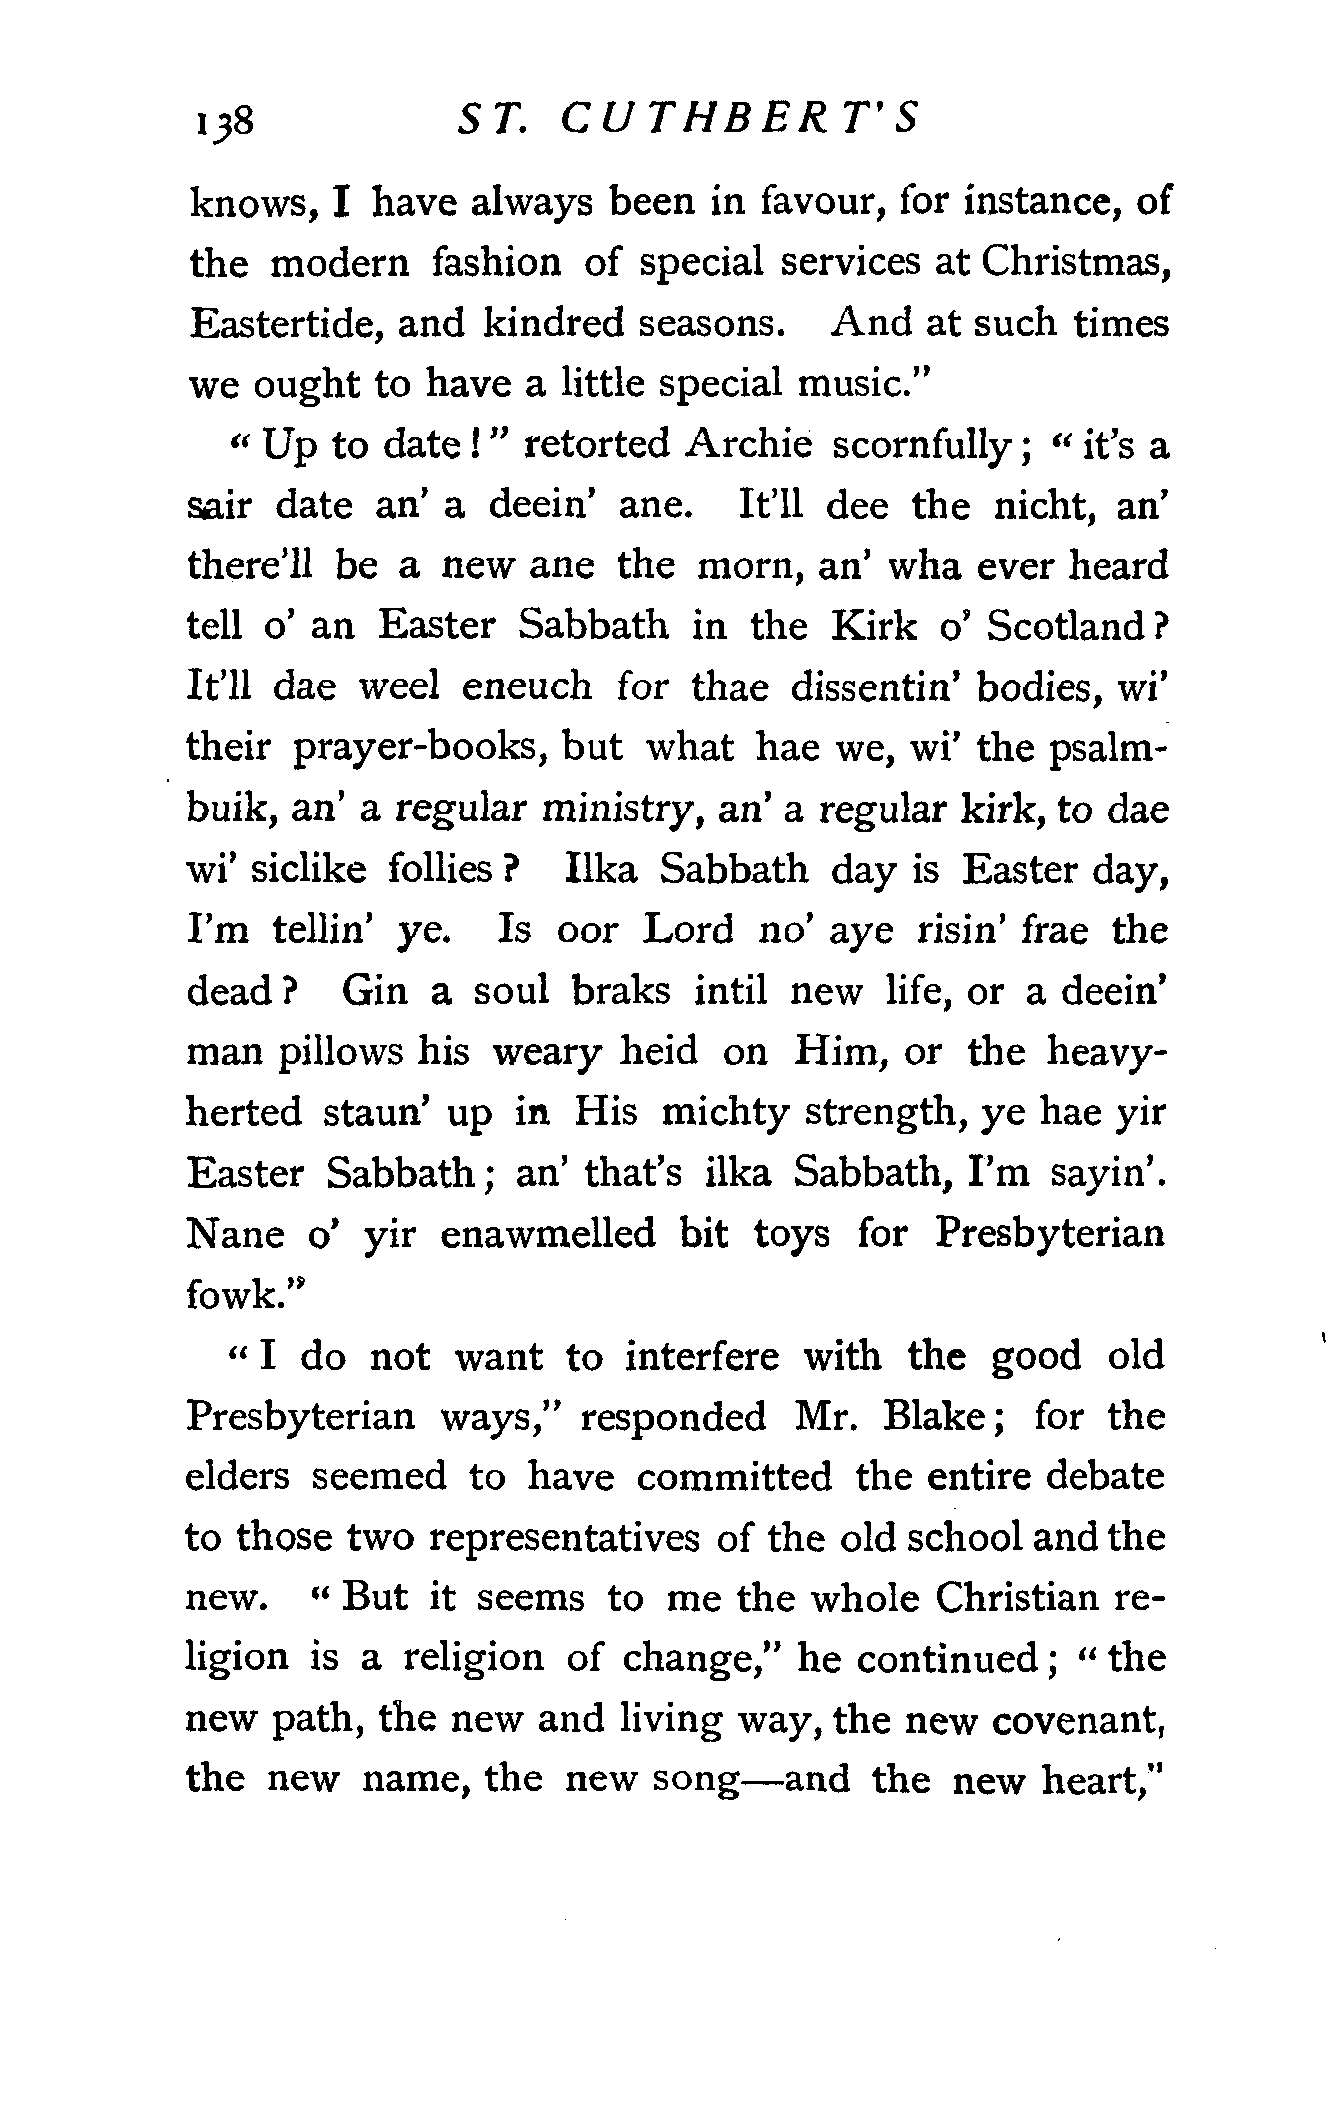 138 ST. CUTHBERT'S
knows, I have always been in favour, for instance, of
the modern fashion of special services at Christmas,
Eastertide, and kindred seasons. And at such times
we ought to have a little special music."
"Up to date!" retorted Archie scornfully; "it's a
sair date an' a deein' ane. It'll dee the nicht, an'
there'll be a new ane the morn, an' wha ever heard
tell o' an Easter Sabbath in the Kirk o' Scotland?
It'll dae weel eneuch for thae dissentin' bodies, wi'
their prayer-books, but what hae we, wi' the psalm-
buik, an' a regular ministry, an' a regular kirk, to dae
wi' siclike follies? Ilka Sabbath day is Easter day,
I'm tellin' ye. Is oor Lord no' aye risin' frae the
dead? Gin a soul braks intil new life, or a deein'
man pillows his weary heid on Him, or the heavy-
herted staun' up in His michty strength, ye hae yir
Easter Sabbath; an' that's ilka Sabbath, I'm sayin'.
Nane o' yir enawmelled bit toys for Presbyterian
fowk."
"I do not want to interfere with the good old
Presbyterian ways," responded Mr. Blake; for the
elders seemed to have committed the entire debate
to those two representatives of the old school and the
new. "But it seems to me the whole Christian re-
ligion is a religion of change," he continued; "the
new path, the new and living way, the new covenant,
the new name, the new song—and the new heart,"